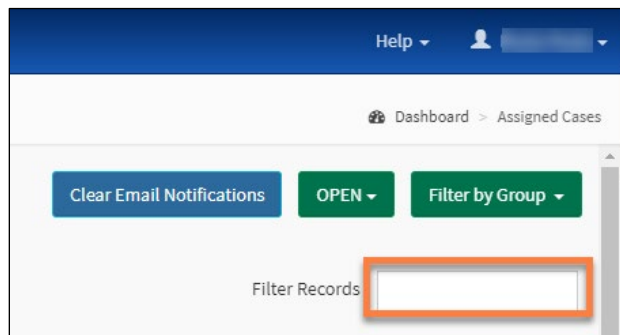 Help
Dashboard > Assigned Cases
Clear Email Notifications OPEN Filter by Group
Filter Records